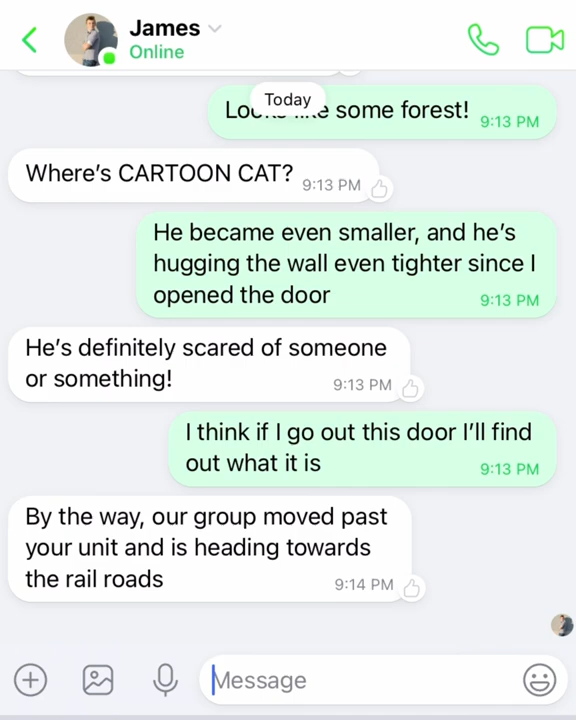 James
Online
Today
some forest!
9:13 PM
Where's CARTOON CAT?
9:13 PM
He became even smaller, and he's
hugging the wall even tighter since I
opened the door
9:13 PM
He's definitely scared of someone
or something!
9:13 PM
I think if I go out this door I'll find
out what it is
9:13 PM
By the way, our group moved past
your unit and is heading towards
the rail roads
9:14 PM
Message